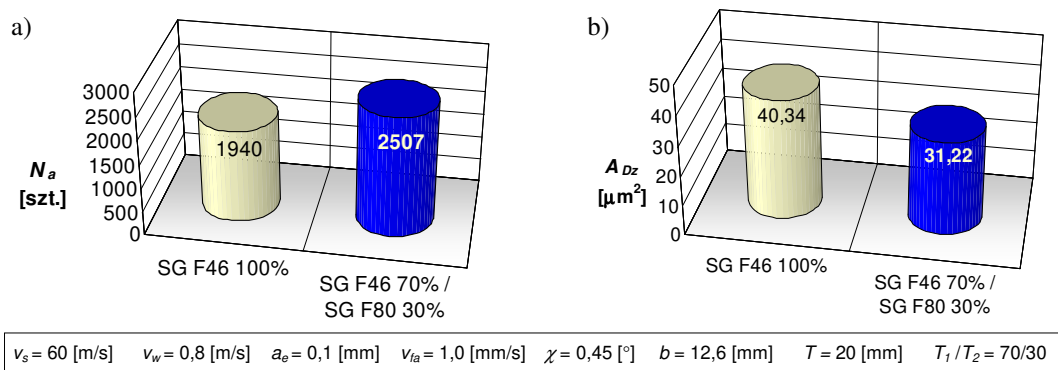 a)
3000
2500
2000
1500
1000
500
0
N a
[szt.]
1940
2507
SG F46 100%
SG F46 70% /
SG F80 30%
b)
50
40
30
20
10
0
A Dz
[μm²]
40,34
31,22
SG F46 100%
SG F46 70% /
SG F80 30%
vs = 60 [m/s] vw = 0,8 [m/s] ae = 0,1 [mm] vfa = 1,0 [mm/s] χ = 0,45 [°] b = 12,6 [mm] T = 20 [mm] T1 / T2 = 70/30